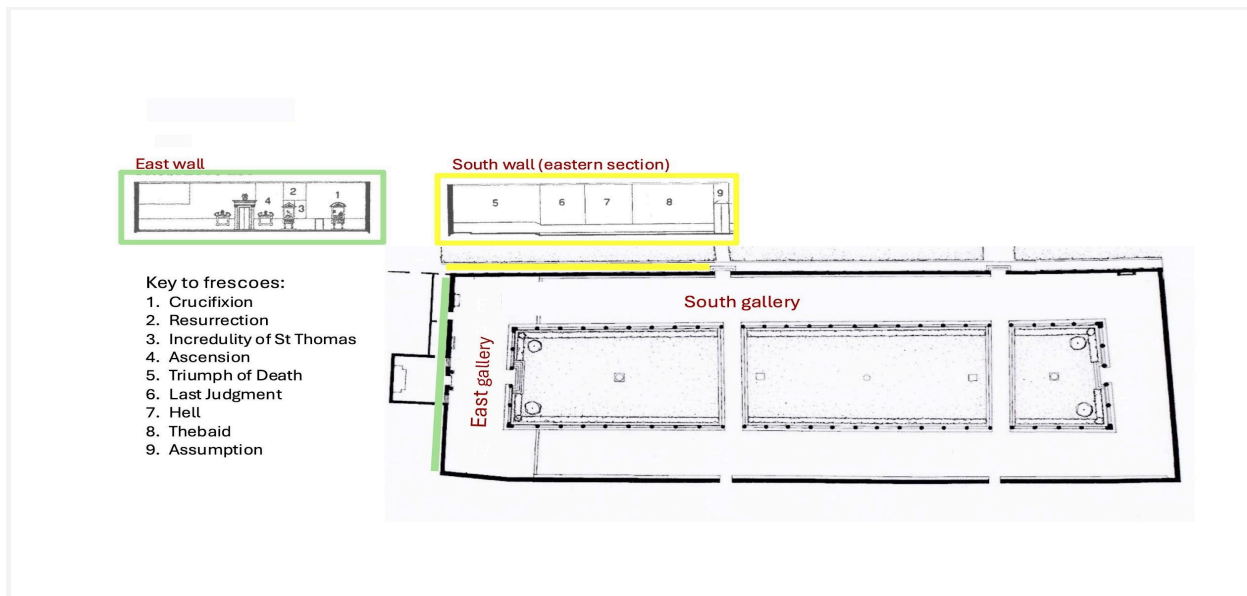 East wall
South wall (eastern section)
4
2
3
1
5
6
7
8
9
Key to frescoes:
1. Crucifixion
2. Resurrection
3. Incredulity of St Thomas
4. Ascension
5. Triumph of Death
6. Last Judgment
7. Hell
8. Thebaid
9. Assumption
South gallery
East gallery